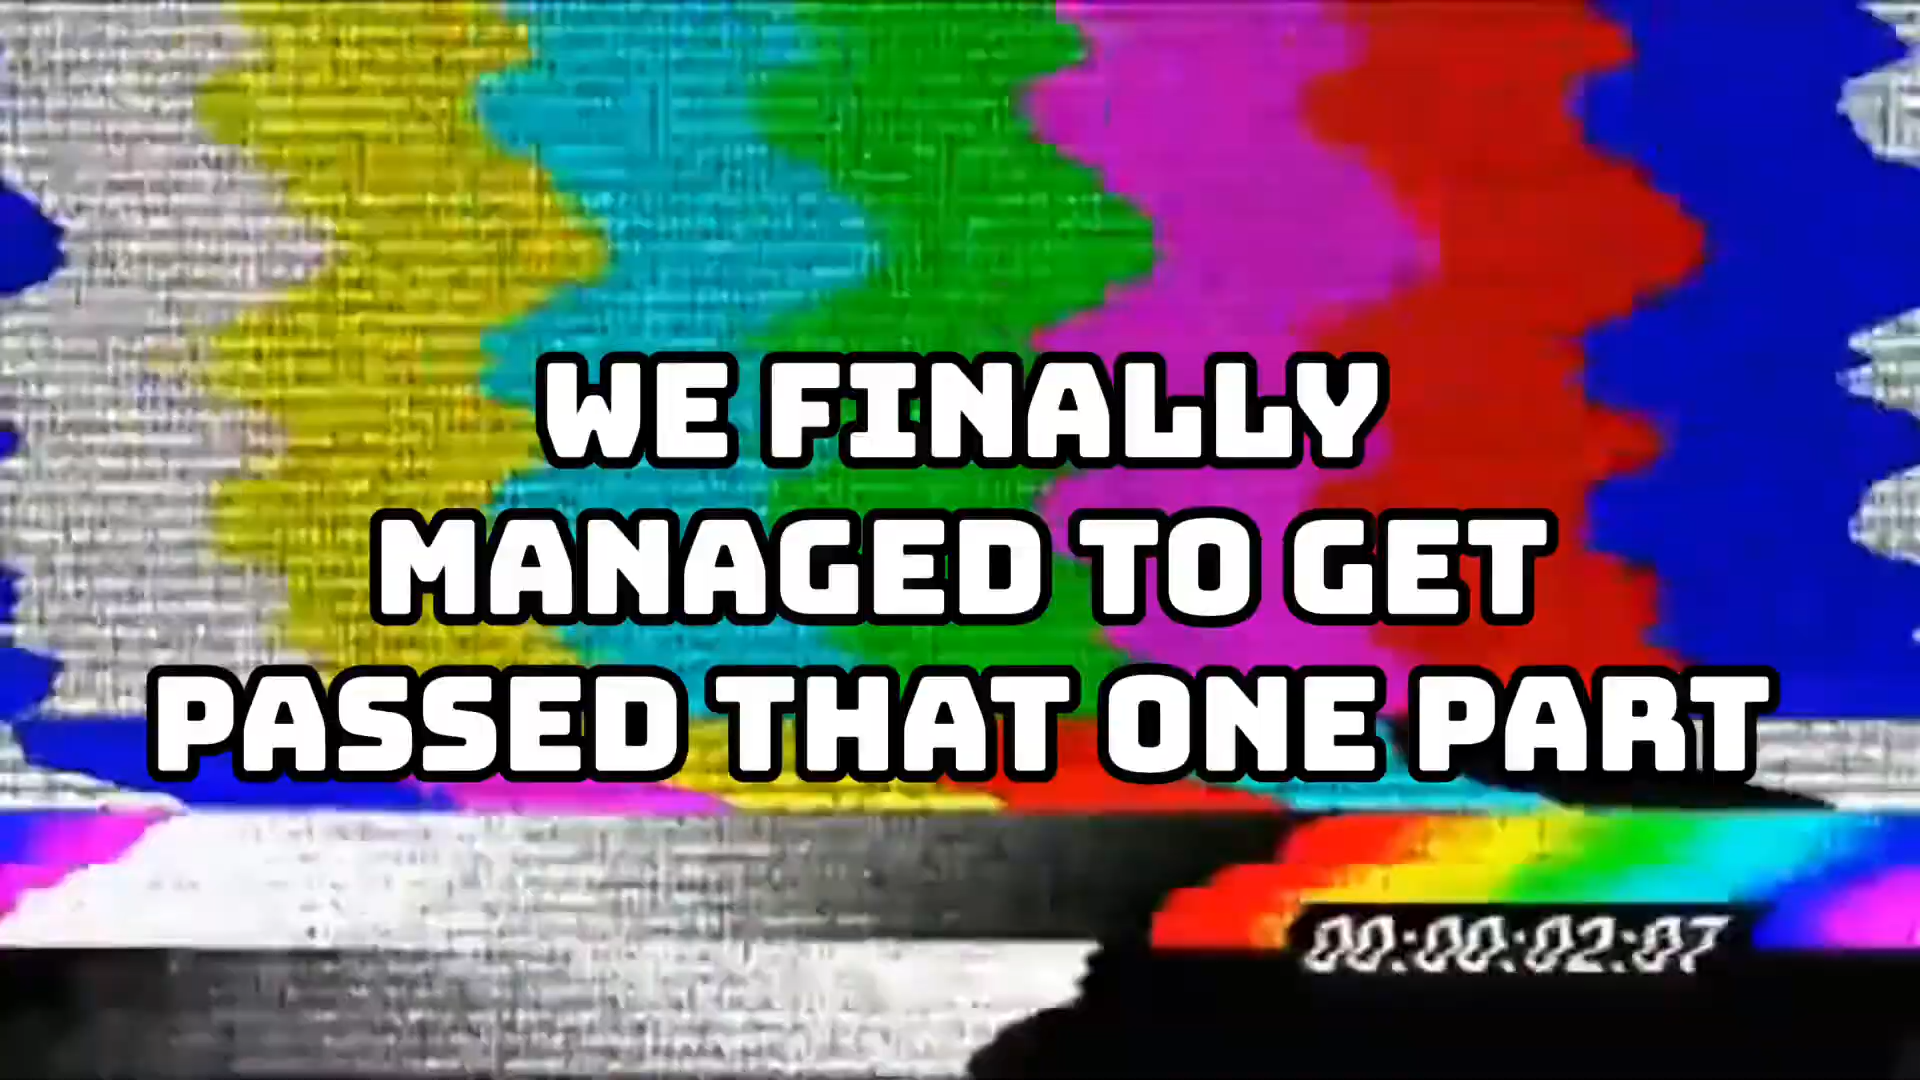 WE FINALLY
MANAGED TO GET
PASSED THAT ONE PART
00:00:02:07